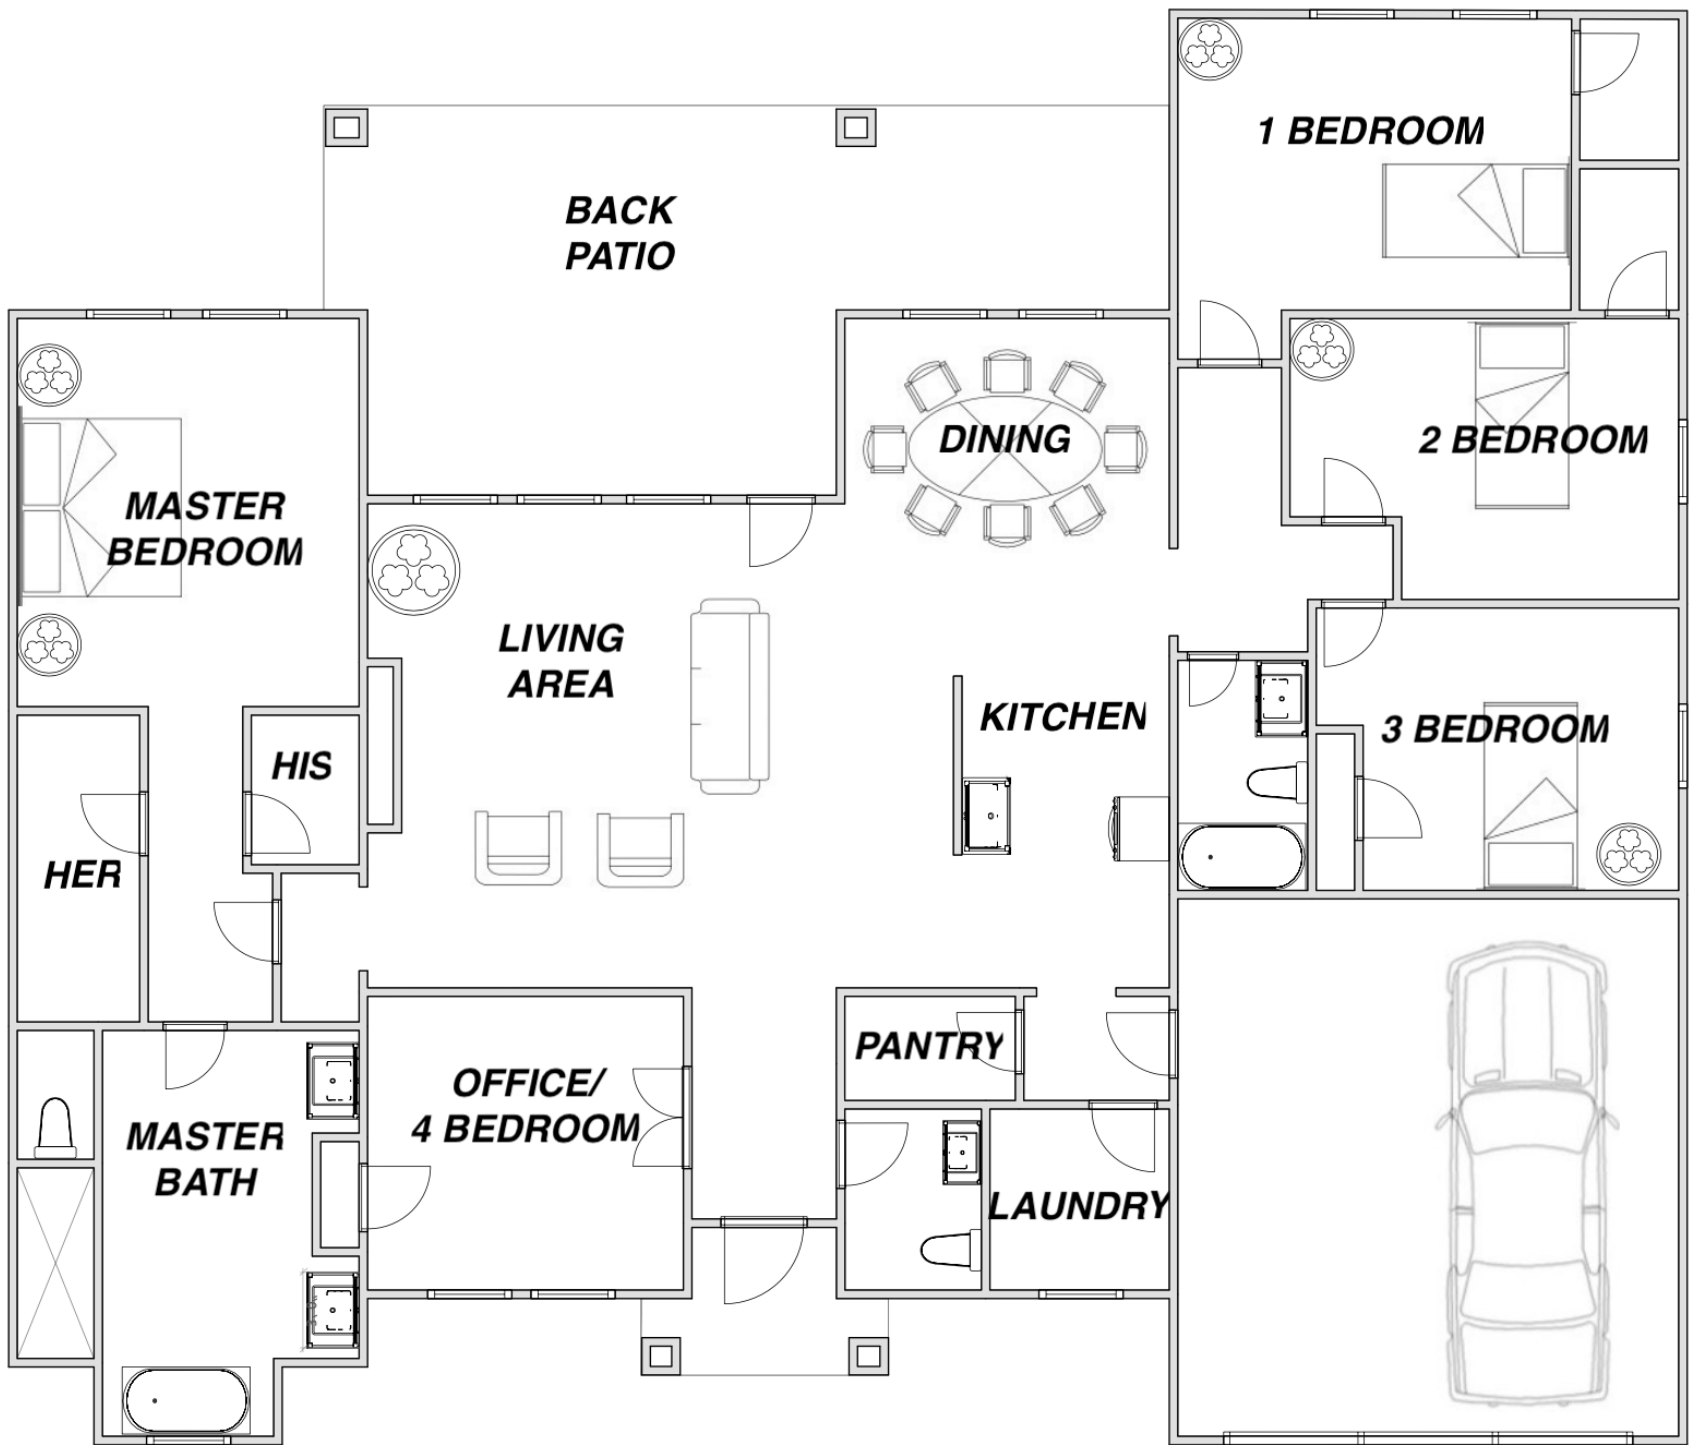 1 BEDROOM
BACK
PATIO
DINING
2 BEDROOM
MASTER
BEDROOM
LIVING
AREA
KITCHEN
3 BEDROOM
HIS
HER
PANTRY
OFFICE/
4 BEDROOM
MASTER
BATH
LAUNDRY